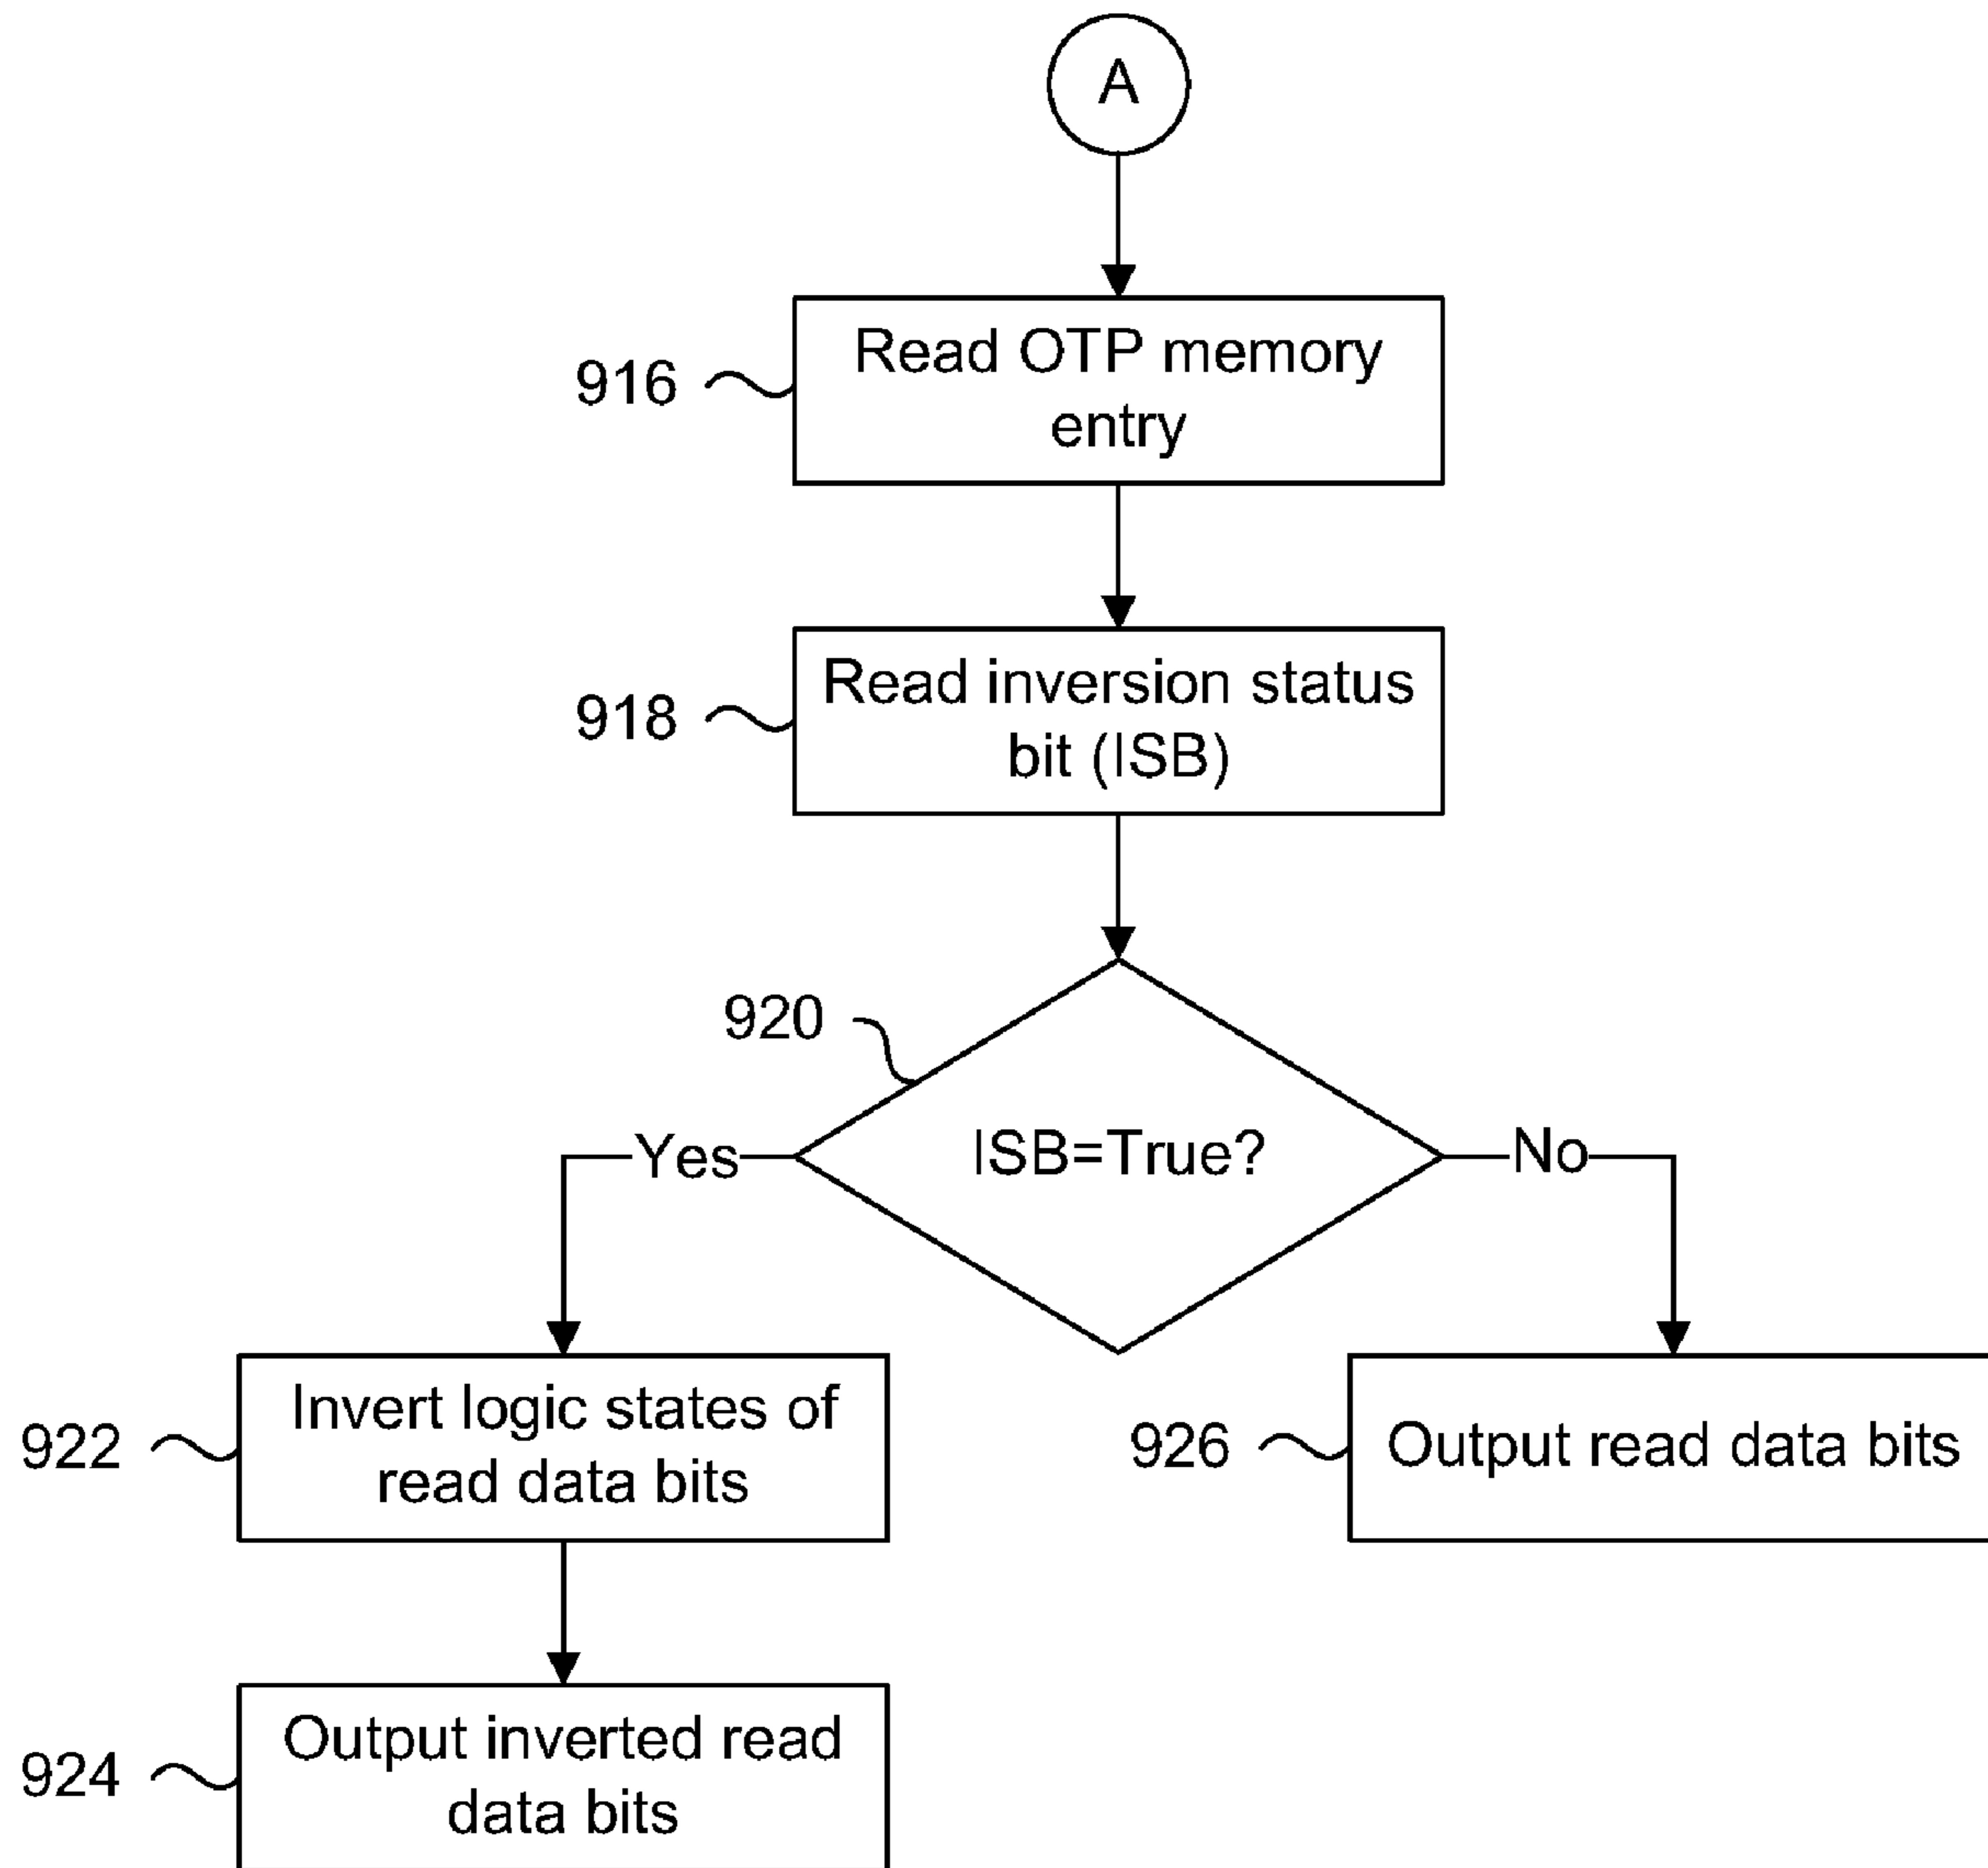 A
916
Read OTP memory
entry
918
Read inversion status
bit (ISB)
920
ISB=True?
Yes
No
922
Invert logic states of
read data bits
926
Output read data bits
924
Output inverted read
data bits